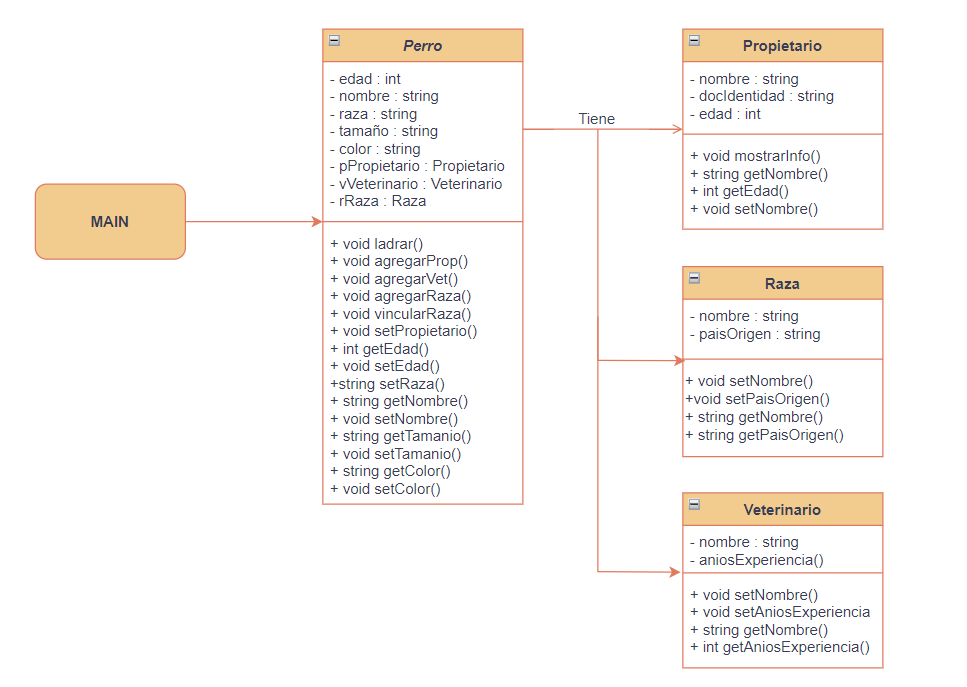 MAIN
Perro
- edad : int
- nombre : string
- raza : string
- tamaño : string
- color : string
- pPropietario : Propietario
- vVeterinario : Veterinario
- rRaza : Raza
+ void ladrar()
+ void agregarProp()
+ void agregarVet()
+ void agregarRaza()
+ void vincularRaza()
+ void setPropietario()
+ int getEdad()
+ void setEdad()
+string setRaza()
+ string getNombre()
+ void setNombre()
+ string getTamanio()
+ void setTamanio()
+ string getColor()
+ void setColor()
Tiene
Propietario
- nombre : string
- docIdentidad : string
- edad : int
+ void mostrarInfo()
+ string getNombre()
+ int getEdad()
+ void setNombre()
Raza
- nombre : string
- paisOrigen : string
+ void setNombre()
+void setPaisOrigen()
+ string getNombre()
+ string getPaisOrigen()
Veterinario
- nombre : string
- aniosExperiencia()
+ void setNombre()
+ void setAniosExperiencia
+ string getNombre()
+ int getAniosExperiencia()